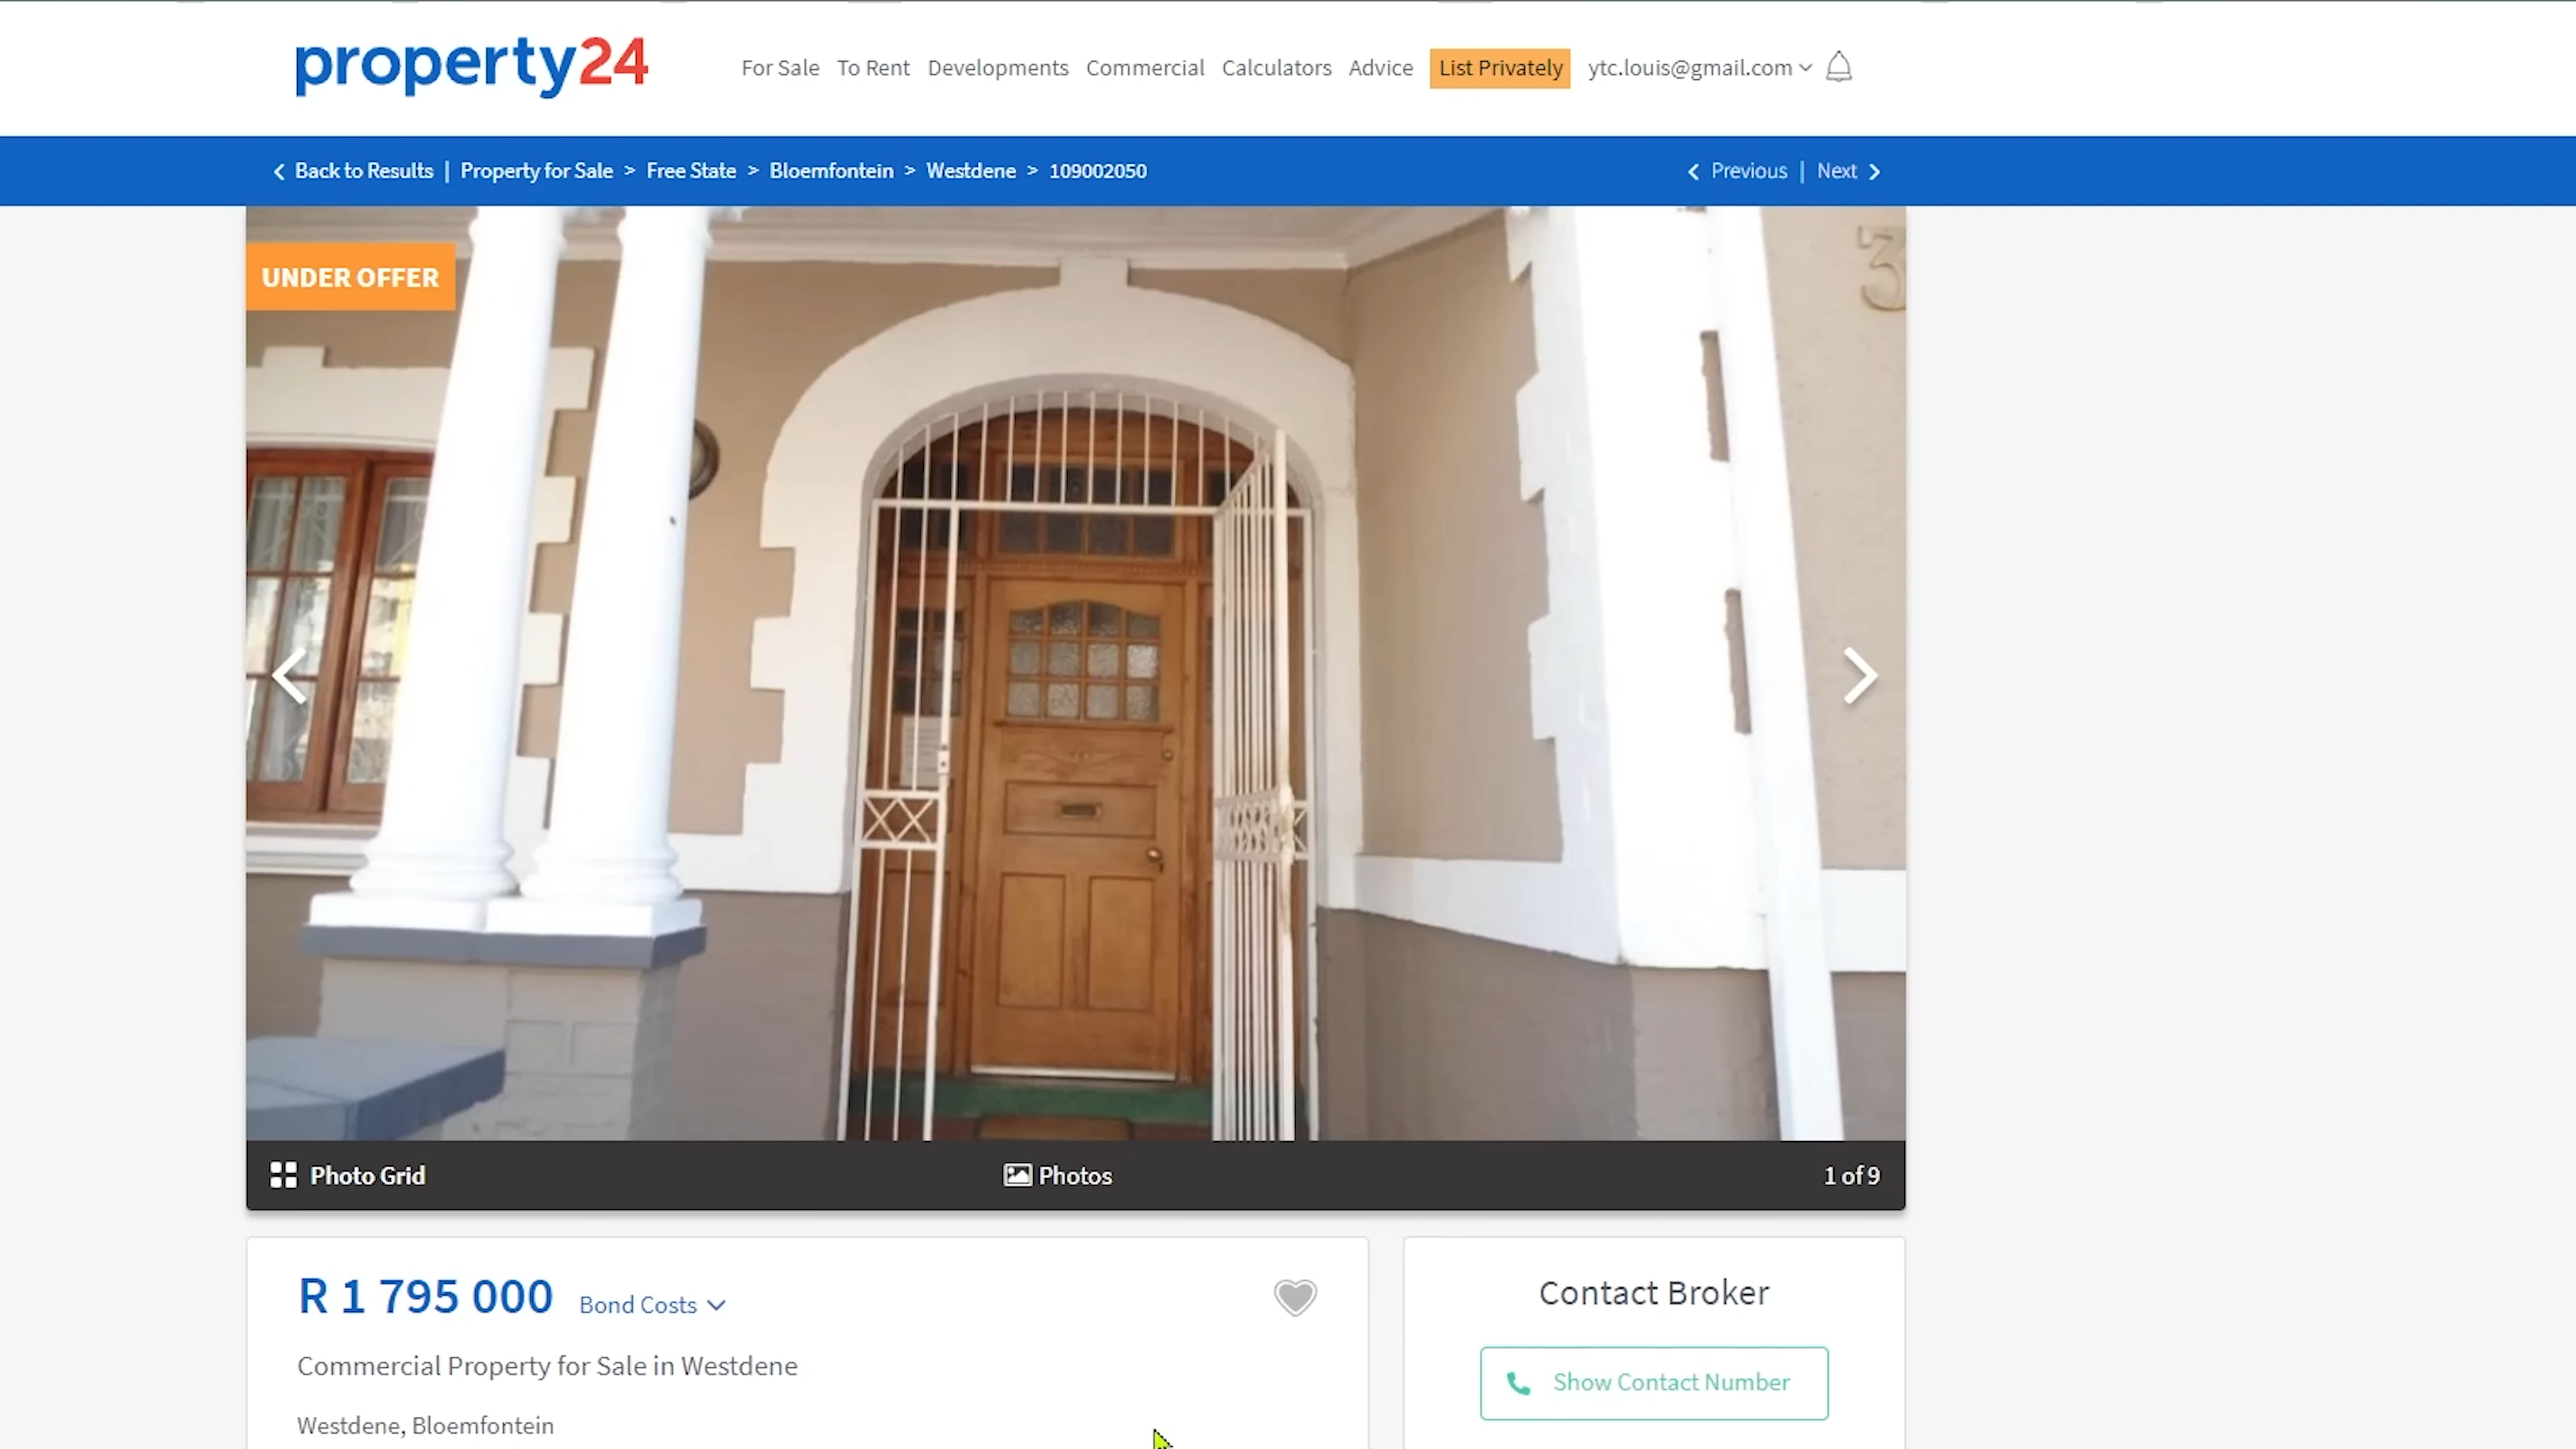 property24
For Sale To Rent Developments Commercial Calculators Advice List Privately ytc.louis@gmail.com
Back to Results | Property for Sale > Free State > Bloemfontein > Westdene > 109002050
Previous | Next
UNDER OFFER
3
Photo Grid
Photos
1 of 9
R 1 795 000 Bond Costs
Commercial Property for Sale in Westdene
Westdene, Bloemfontein
Contact Broker
Show Contact Number